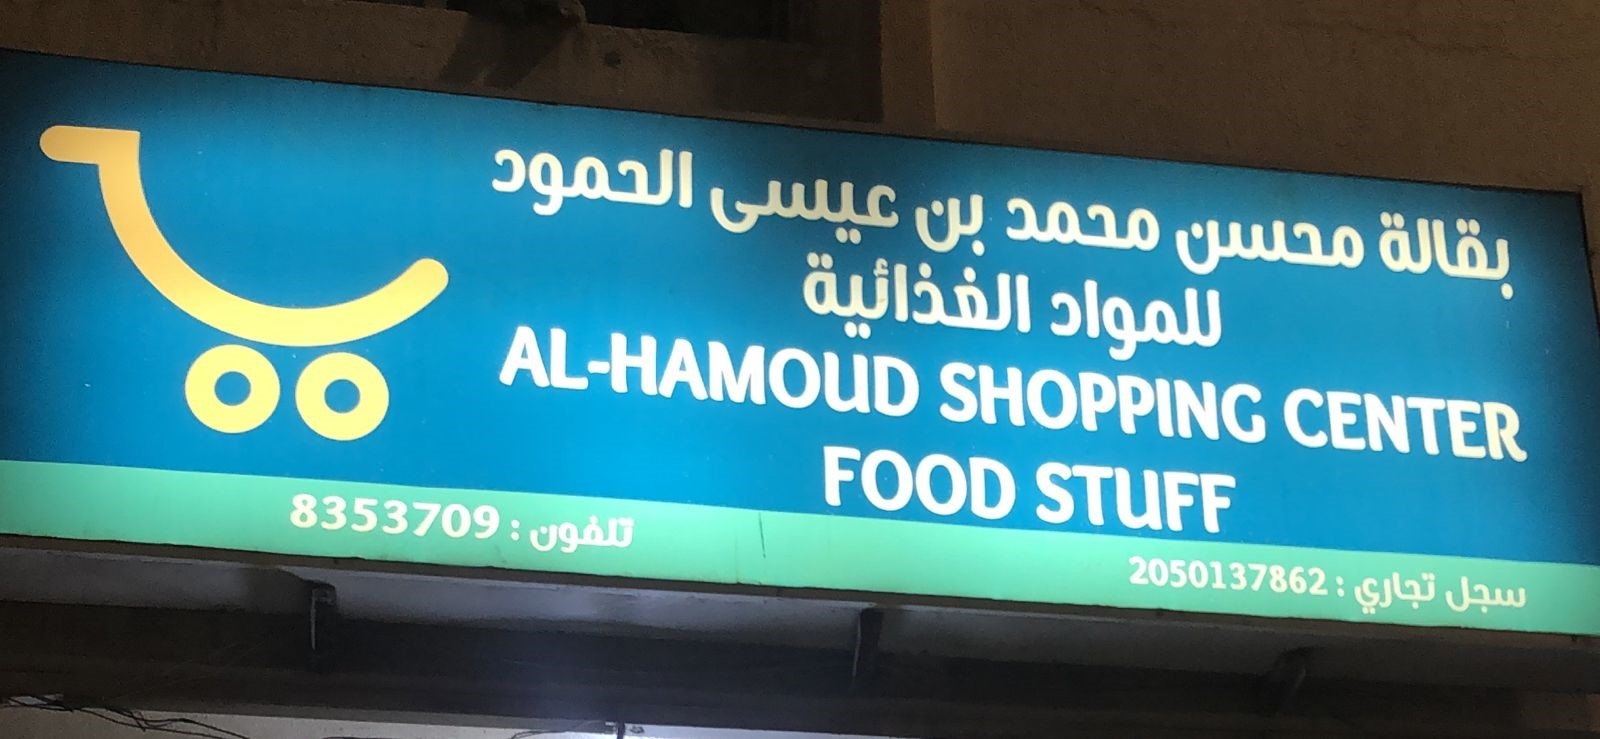 بقالة محسن محمد بن عيسى الحمود
للمواد الغذائية
AL-HAMOUD SHOPPING CENTER
FOOD STUFF
سجل تجاري : 2050137862
تلفون : 8353709